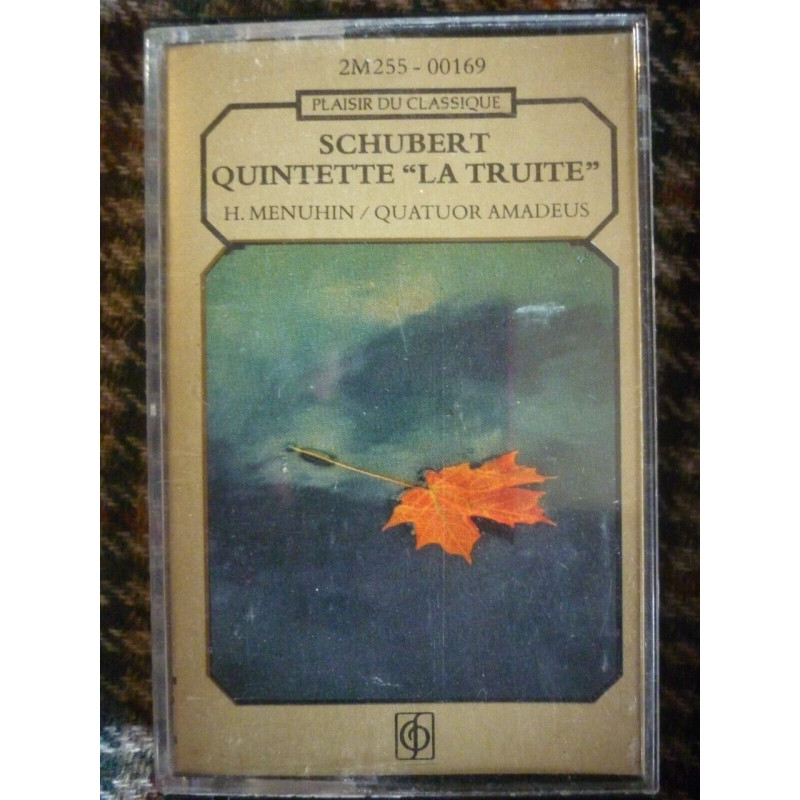 2M255 - 00169
PLAISIR DU CLASSIQUE
SCHUBERT
QUINTETTE “LA TRUITE”
H. MENUHIN / QUATUOR AMADEUS